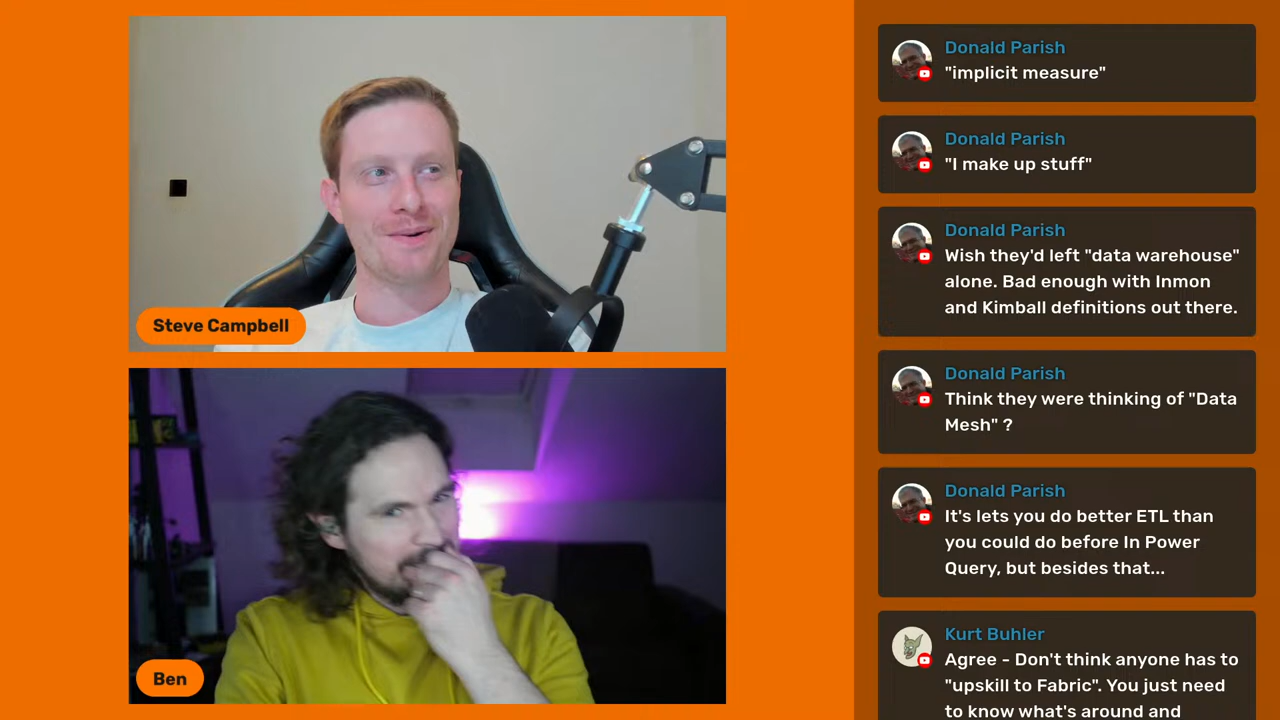 Steve Campbell
Ben
Donald Parish
"implicit measure"
Donald Parish
"I make up stuff"
Donald Parish
Wish they'd left "data warehouse"
alone. Bad enough with Inmon
and Kimball definitions out there.
Donald Parish
Think they were thinking of "Data
Mesh" ?
Donald Parish
It's lets you do better ETL than
you could do before In Power
Query, but besides that...
Kurt Buhler
Agree - Don't think anyone has to
"upskill to Fabric". You just need
to know what's around and